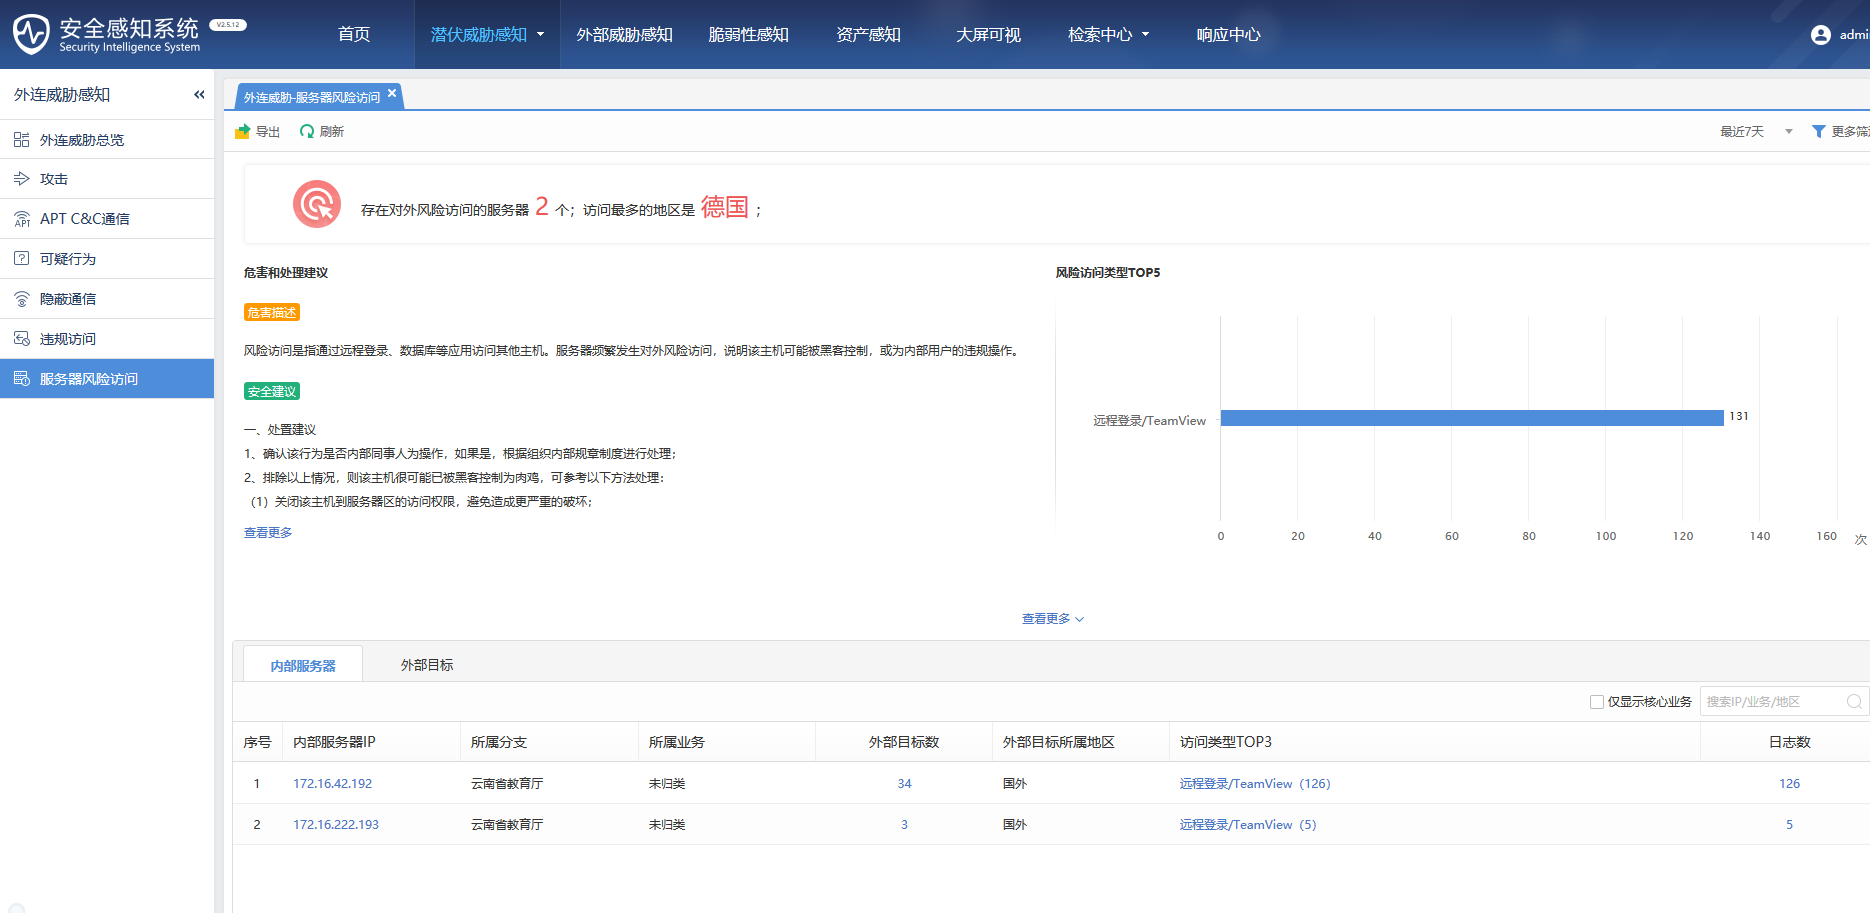 安全感知系统 V2.5.12
Security Intelligence System
首页 潜伏威胁感知 外部威胁感知 脆弱性感知 资产感知 大屏可视 检索中心 响应中心
外连威胁感知
外连威胁总览
攻击
APT C&C通信
可疑行为
隐蔽通信
违规访问
服务器风险访问
外连威胁-服务器风险访问
导出 刷新 最近7天
存在对外风险访问的服务器 2 个；访问最多的地区是 德国 ；
危害和处理建议
危害描述
风险访问是指通过远程登录、数据库等应用访问其他主机。服务器频繁发生对外风险访问，说明该主机可能被黑客控制，或为内部用户的违规操作。
安全建议
一、处置建议
1、确认该行为是否内部同事人为操作，如果是，根据组织内部规章制度进行处理；
2、排除以上情况，则该主机很可能已被黑客控制为肉鸡，可参考以下方法处理：
（1）关闭该主机到服务器区的访问权限，避免造成更严重的破坏；
查看更多
风险访问类型TOP5
远程登录/TeamView 131
0 20 40 60 80 100 120 140 160 次
查看更多
内部服务器 外部目标
仅显示核心业务 搜索IP/业务/地区
序号 内部服务器IP 所属分支 所属业务 外部目标数 外部目标所属地区 访问类型TOP3 日志数
1 172.16.42.192 云南省教育厅 未归类 34 国外 远程登录/TeamView（126） 126
2 172.16.222.193 云南省教育厅 未归类 3 国外 远程登录/TeamView（5） 5